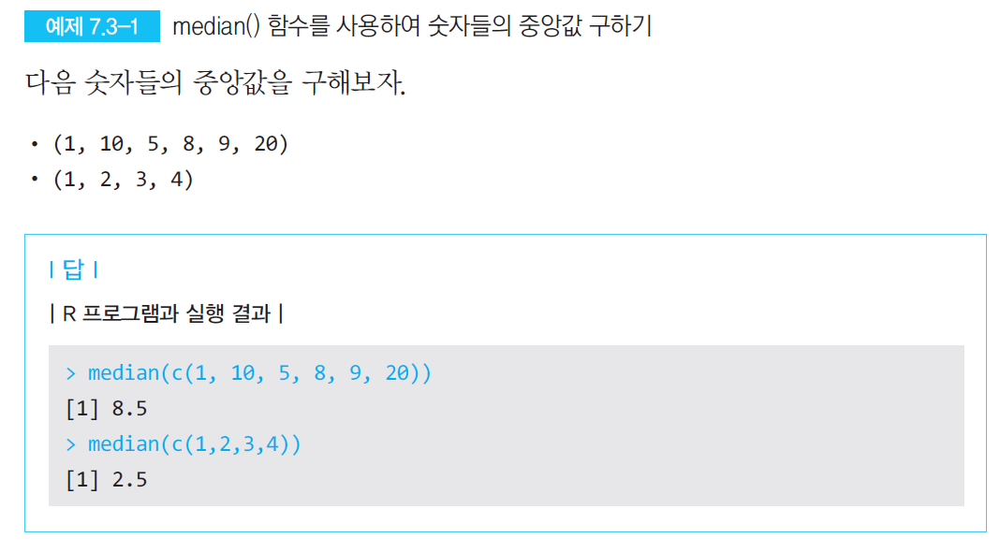 예제 7.3-1 median() 함수를 사용하여 숫자들의 중앙값 구하기
다음 숫자들의 중앙값을 구해보자.
• (1, 10, 5, 8, 9, 20)
• (1, 2, 3, 4)
| 답 |
| R 프로그램과 실행 결과 |
> median(c(1, 10, 5, 8, 9, 20))
[1] 8.5
> median(c(1,2,3,4))
[1] 2.5